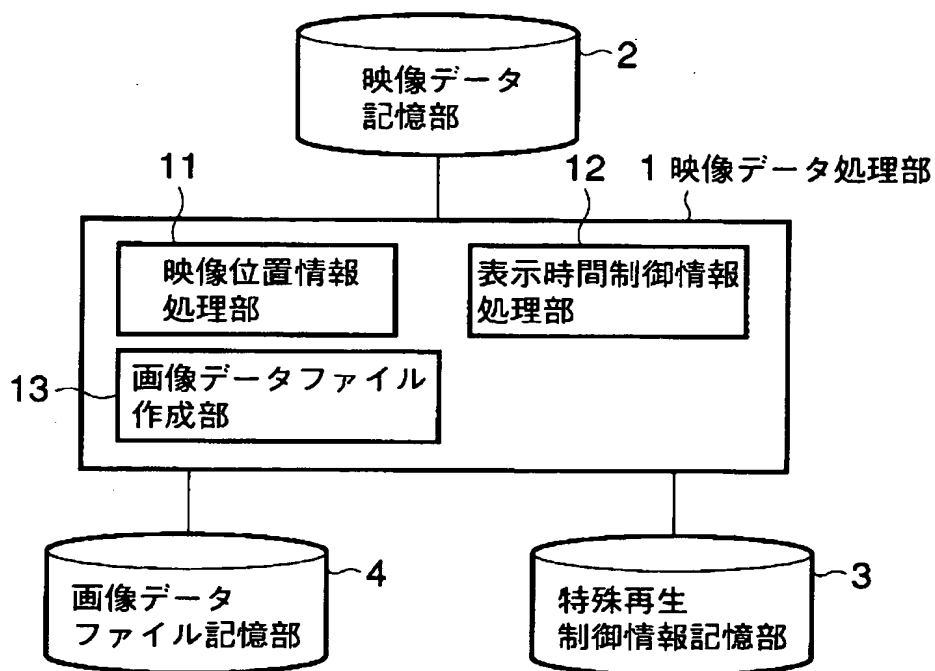 2
映像データ
記憶部
11
12
1 映像データ処理部
映像位置情報
処理部
表示時間制御情報
処理部
13
画像データファイル
作成部
4
画像データ
ファイル記憶部
3
特殊再生
制御情報記憶部